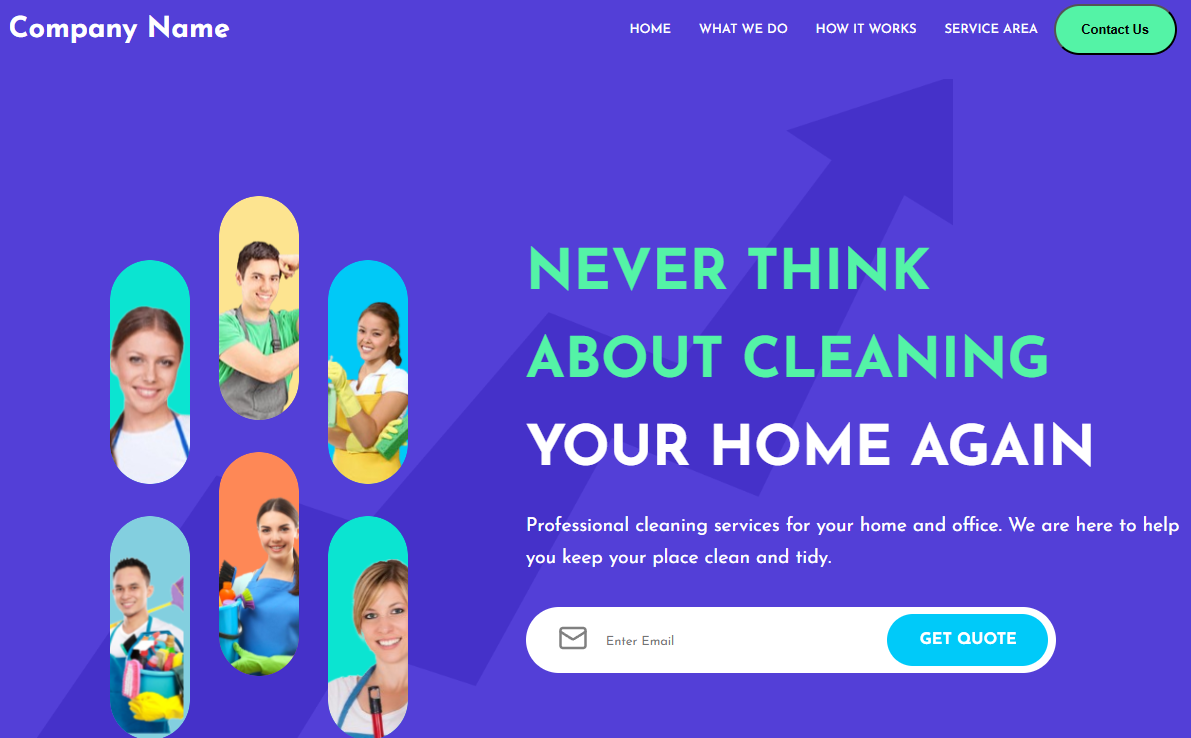 Company Name
HOME
WHAT WE DO
HOW IT WORKS
SERVICE AREA
Contact Us
NEVER THINK
ABOUT CLEANING
YOUR HOME AGAIN
Professional cleaning services for your home and office. We are here to help
you keep your place clean and tidy.
Enter Email
GET QUOTE